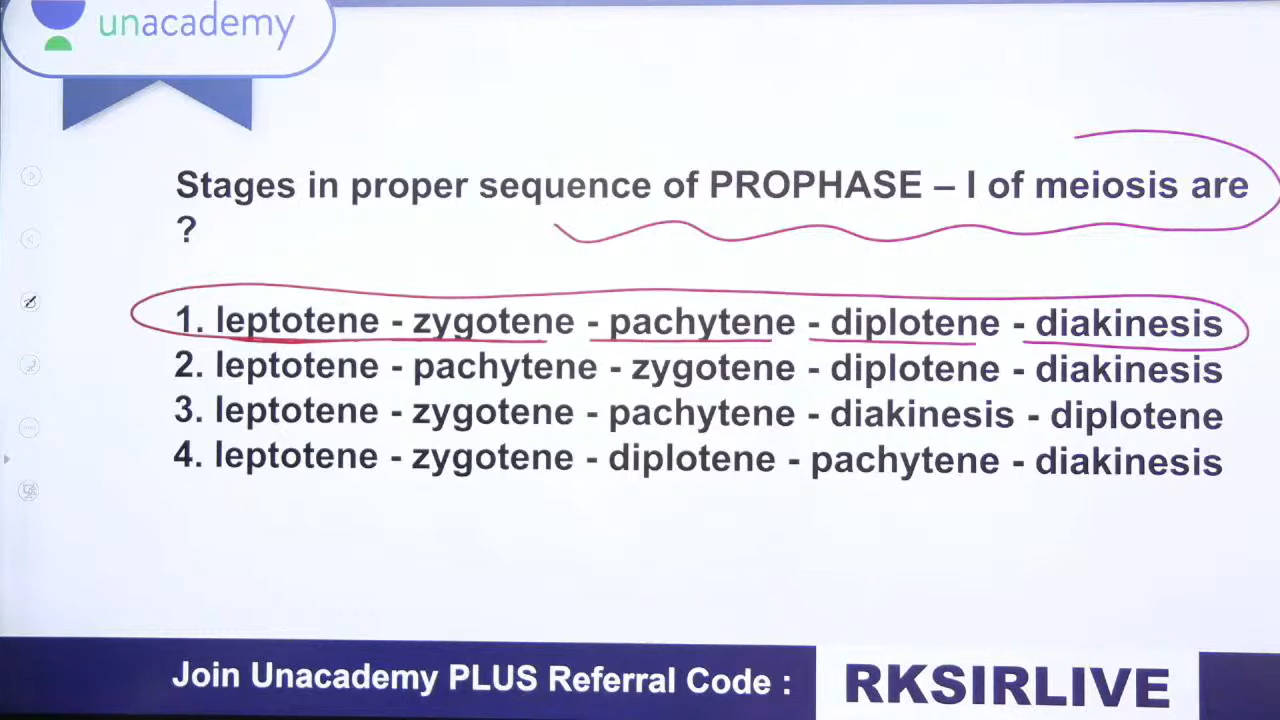 unacademy
Stages in proper sequence of PROPHASE – I of meiosis are
?
1. leptotene - zygotene - pachytene - diplotene - diakinesis
2. leptotene - pachytene - zygotene - diplotene - diakinesis
3. leptotene - zygotene - pachytene - diakinesis - diplotene
4. leptotene - zygotene - diplotene - pachytene - diakinesis
Join Unacademy PLUS Referral Code : RKSIRLIVE